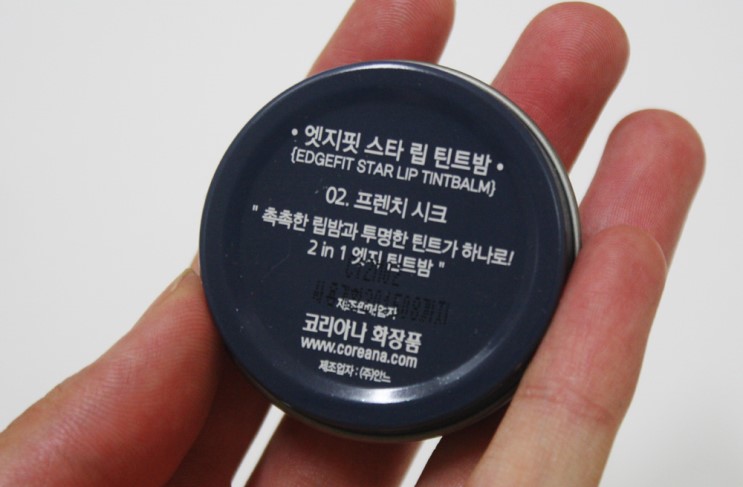 • 엣지핏 스타 립 틴트밤 •
{EDGEFIT STAR LIP TINTBALM}
02. 프렌치 시크
" 촉촉한 립밤과 투명한 틴트가 하나로!
2 in 1 엣지 틴트밤 "
코리아나 화장품
www.coreana.com
제조업자 : (주)안느